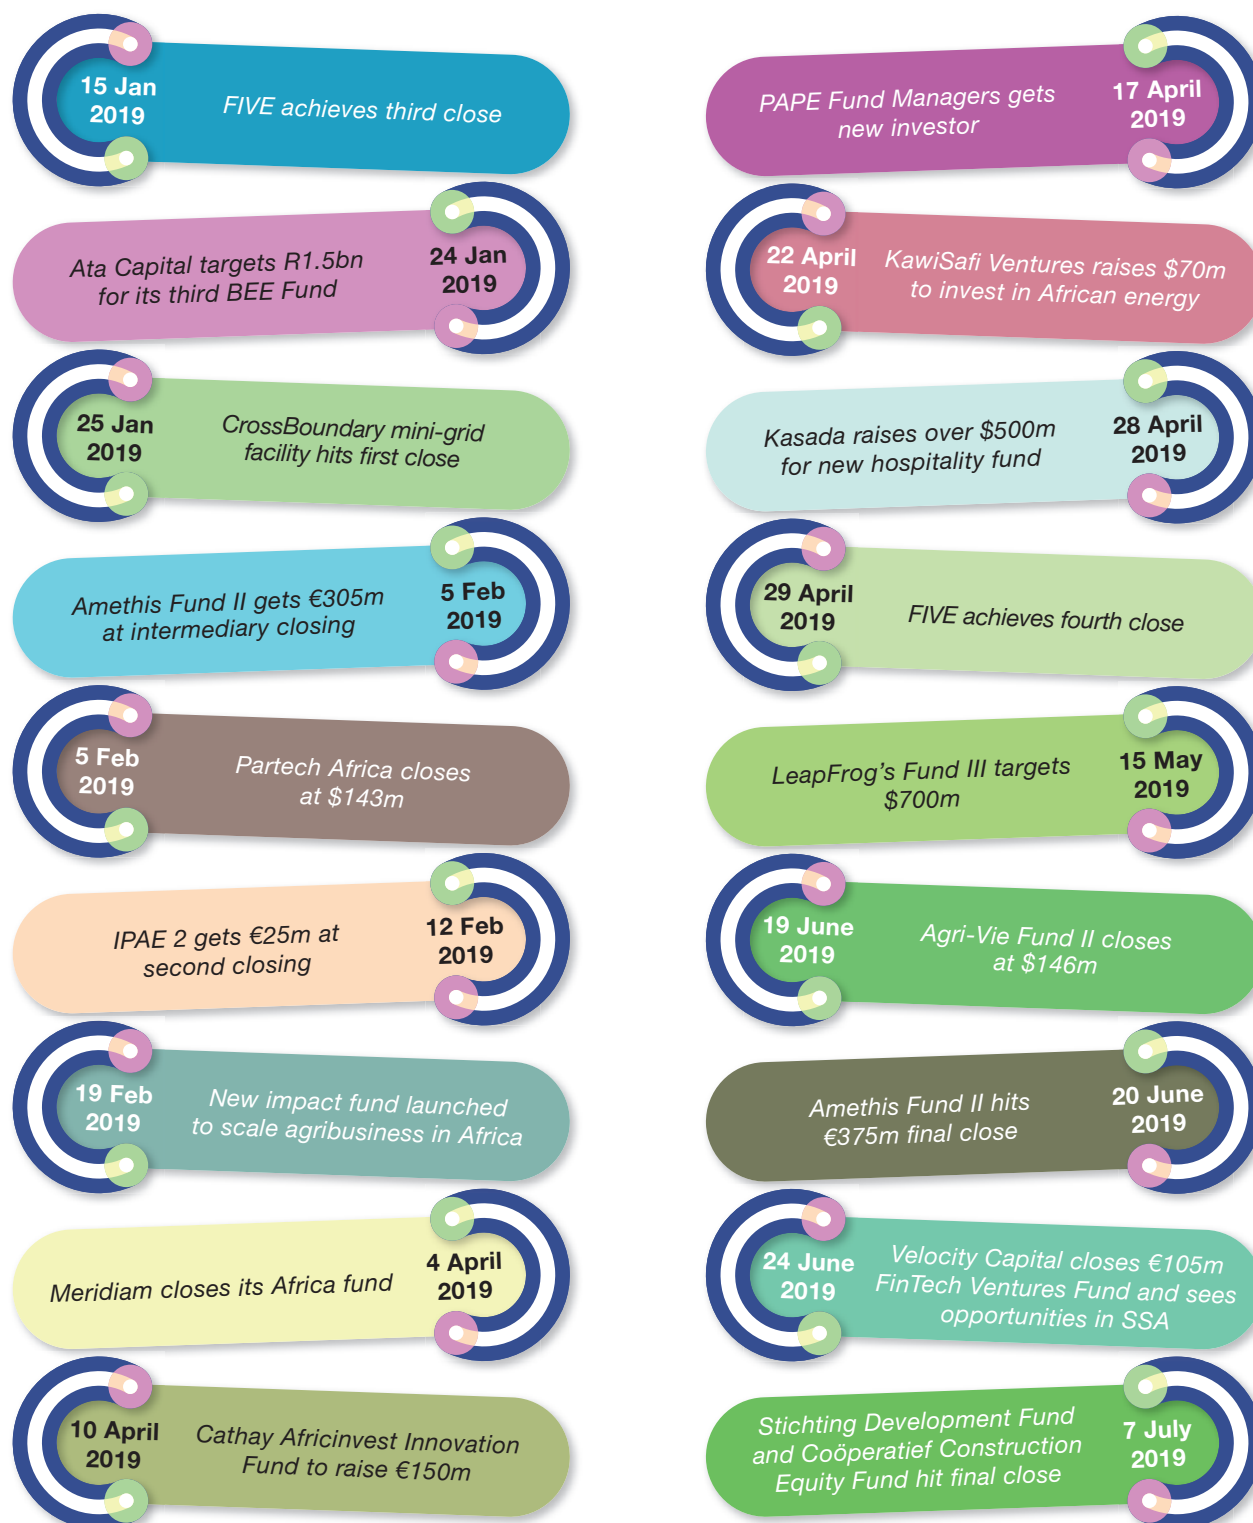 15 Jan
2019
FIVE achieves third close
Ata Capital targets R1.5bn
for its third BEE Fund
24 Jan
2019
25 Jan
2019
CrossBoundary mini-grid
facility hits first close
Amethis Fund II gets €305m
at intermediary closing
5 Feb
2019
5 Feb
2019
Partech Africa closes
at $143m
IPAE 2 gets €25m at
second closing
12 Feb
2019
19 Feb
2019
New impact fund launched
to scale agribusiness in Africa
Meridiam closes its Africa fund
4 April
2019
10 April
2019
Cathay Africinvest Innovation
Fund to raise €150m
PAPE Fund Managers gets
new investor
17 April
2019
22 April
2019
KawiSafi Ventures raises $70m
to invest in African energy
Kasada raises over $500m
for new hospitality fund
28 April
2019
29 April
2019
FIVE achieves fourth close
LeapFrog's Fund III targets
$700m
15 May
2019
19 June
2019
Agri-Vie Fund II closes
at $146m
Amethis Fund II hits
€375m final close
20 June
2019
24 June
2019
Velocity Capital closes €105m
FinTech Ventures Fund and sees
opportunities in SSA
Stichting Development Fund
and Coöperatief Construction
Equity Fund hit final close
7 July
2019